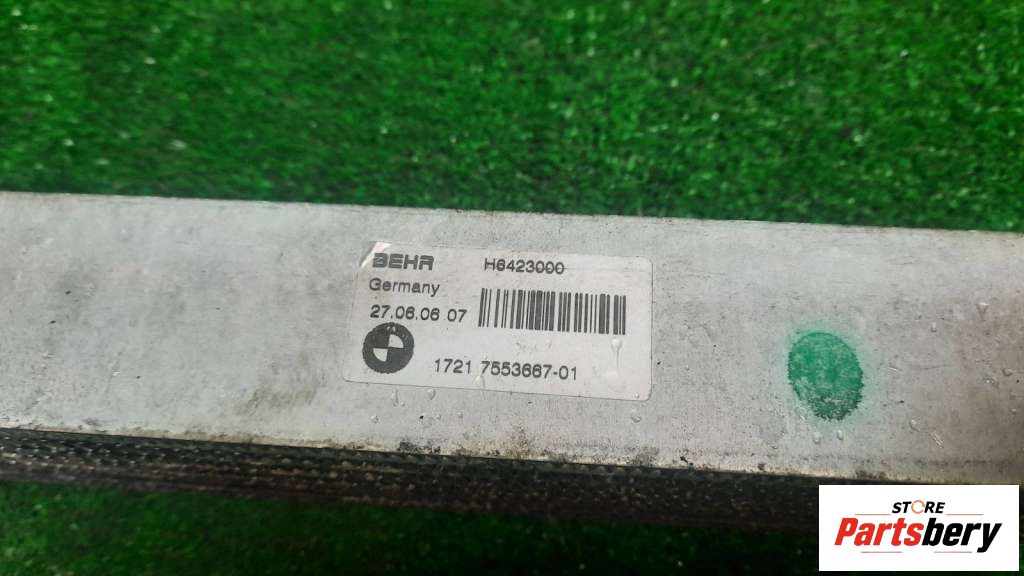 BEHR H6423000
Germany
27.06.06 07
1721 7553667-01
STORE
Partsbery